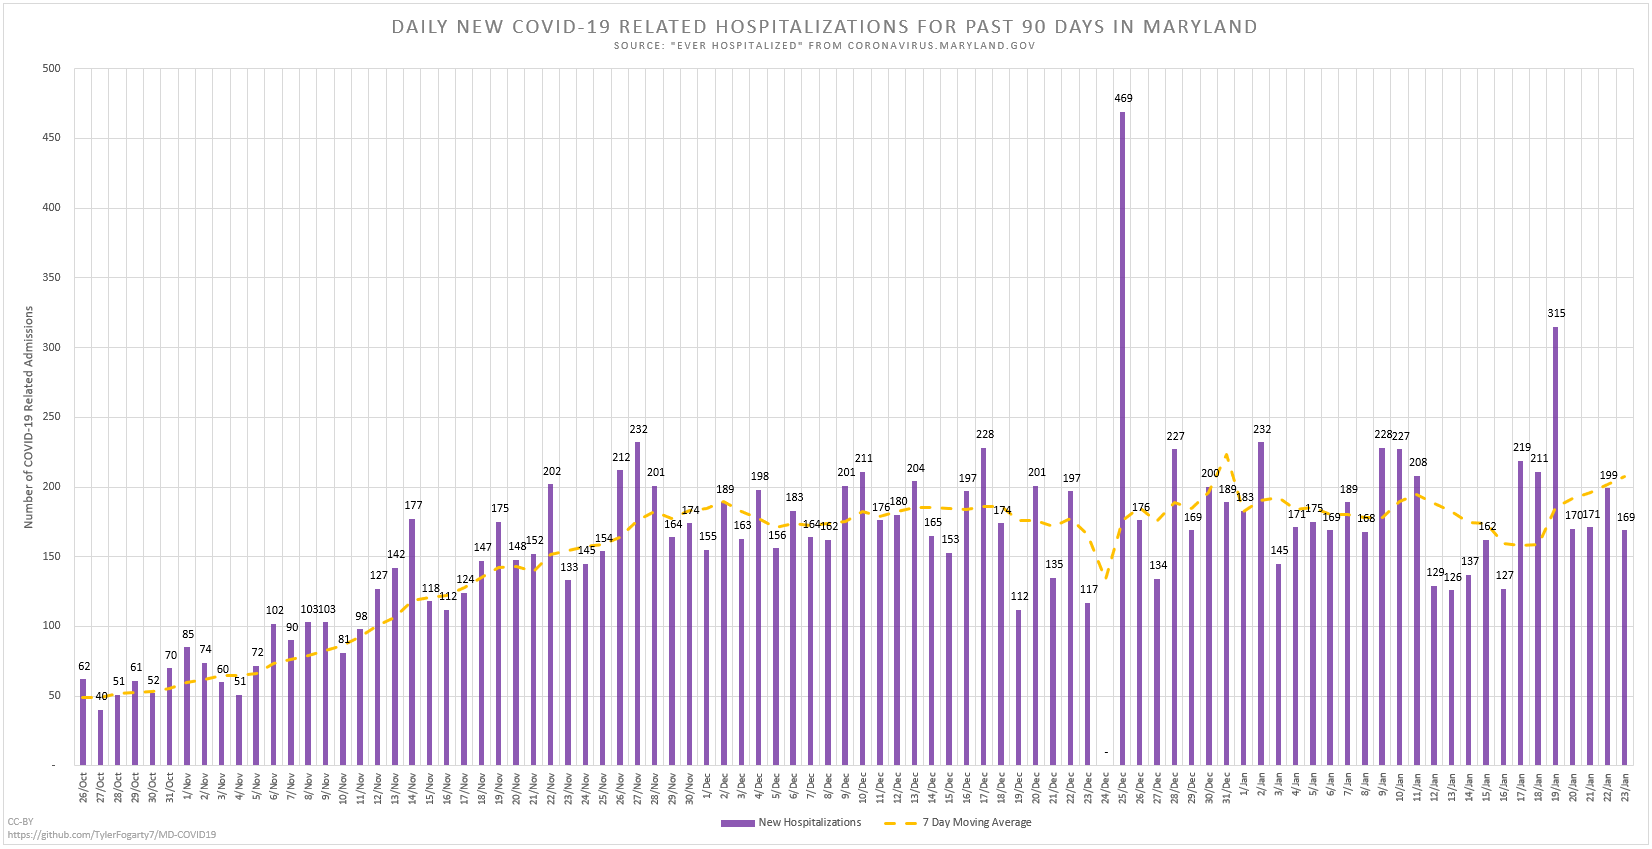 DAILY NEW COVID-19 RELATED HOSPITALIZATIONS FOR PAST 90 DAYS IN MARYLAND
SOURCE: "EVER HOSPITALIZED" FROM CORONAVIRUS.MARYLAND.GOV
Number of COVID-19 Related Admissions
500
450
400
350
300
250
200
150
100
50
-
62 40 51 61 52 70 85 74 60 51 72 102 90 103 103 81 98 127 142 177 118 112 124 147 175 148 152 202 133 145 154 212 232 201 164 174 155 189 163 198 156 183 164 162 201 211 176 180 204 165 153 197 228 174 112 201 135 197 117 - 469 176 134 227 169 200 189 183 232 145 171 175 169 189 168 228 227 208 129 126 137 162 127 219 211 315 170 171 199 169
26/Oct 27/Oct 28/Oct 29/Oct 30/Oct 31/Oct 1/Nov 2/Nov 3/Nov 4/Nov 5/Nov 6/Nov 7/Nov 8/Nov 9/Nov 10/Nov 11/Nov 12/Nov 13/Nov 14/Nov 15/Nov 16/Nov 17/Nov 18/Nov 19/Nov 20/Nov 21/Nov 22/Nov 23/Nov 24/Nov 25/Nov 26/Nov 27/Nov 28/Nov 29/Nov 30/Nov 1/Dec 2/Dec 3/Dec 4/Dec 5/Dec 6/Dec 7/Dec 8/Dec 9/Dec 10/Dec 11/Dec 12/Dec 13/Dec 14/Dec 15/Dec 16/Dec 17/Dec 18/Dec 19/Dec 20/Dec 21/Dec 22/Dec 23/Dec 24/Dec 25/Dec 26/Dec 27/Dec 28/Dec 29/Dec 30/Dec 31/Dec 1/Jan 2/Jan 3/Jan 4/Jan 5/Jan 6/Jan 7/Jan 8/Jan 9/Jan 10/Jan 11/Jan 12/Jan 13/Jan 14/Jan 15/Jan 16/Jan 17/Jan 18/Jan 19/Jan 20/Jan 21/Jan 22/Jan 23/Jan
New Hospitalizations 7 Day Moving Average
CC-BY
https://github.com/TylerFogarty7/MD-COVID19